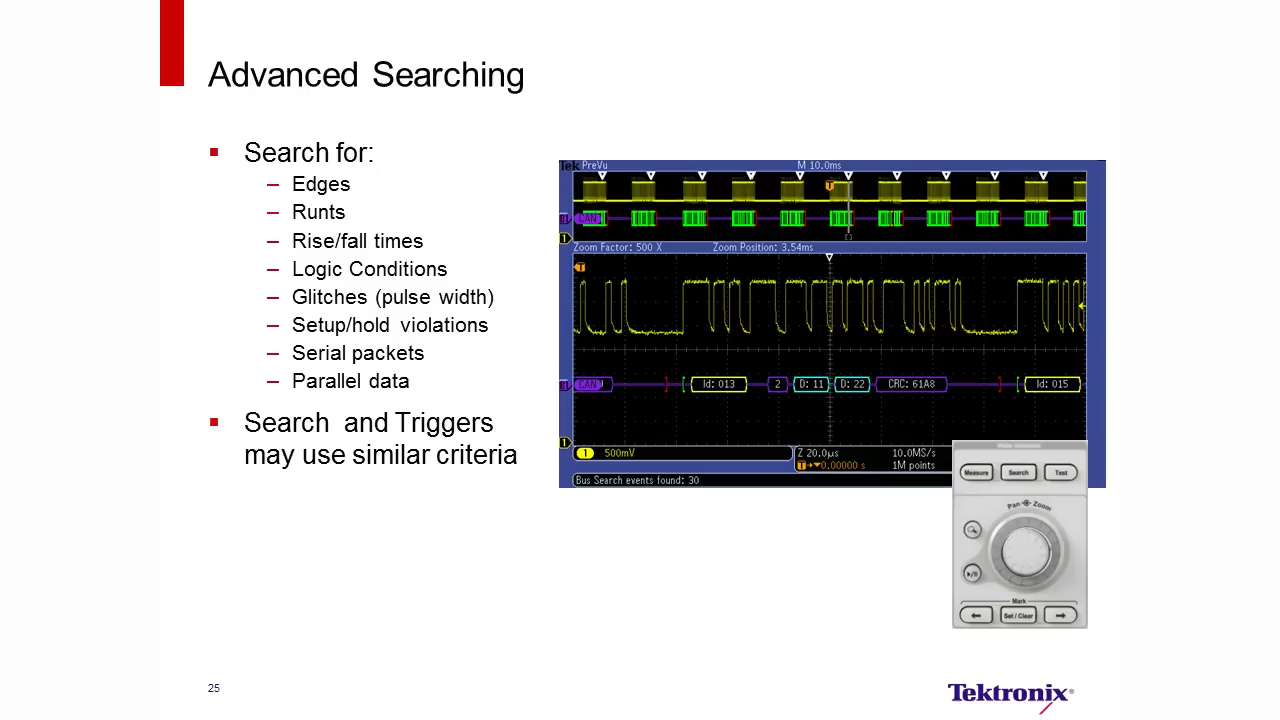 Advanced Searching
Search for:
– Edges
– Runts
– Rise/fall times
– Logic Conditions
– Glitches (pulse width)
– Setup/hold violations
– Serial packets
– Parallel data
Search and Triggers
may use similar criteria
Tek PreVu M 10.0ms
T
CAN
1
Zoom Factor: 500 X Zoom Position: 3.54ms
T
CAN Id: 013 2 D: 11 D: 22 CRC: 61A8 Id: 015
1
1 500mV
Z 20.0µs 10.0MS/s
T→▼0.00000 s 1M points
Bus Search events found: 30
Measure Search Test
Pan Zoom
Mark
← Set / Clear →
25
Tektronix®